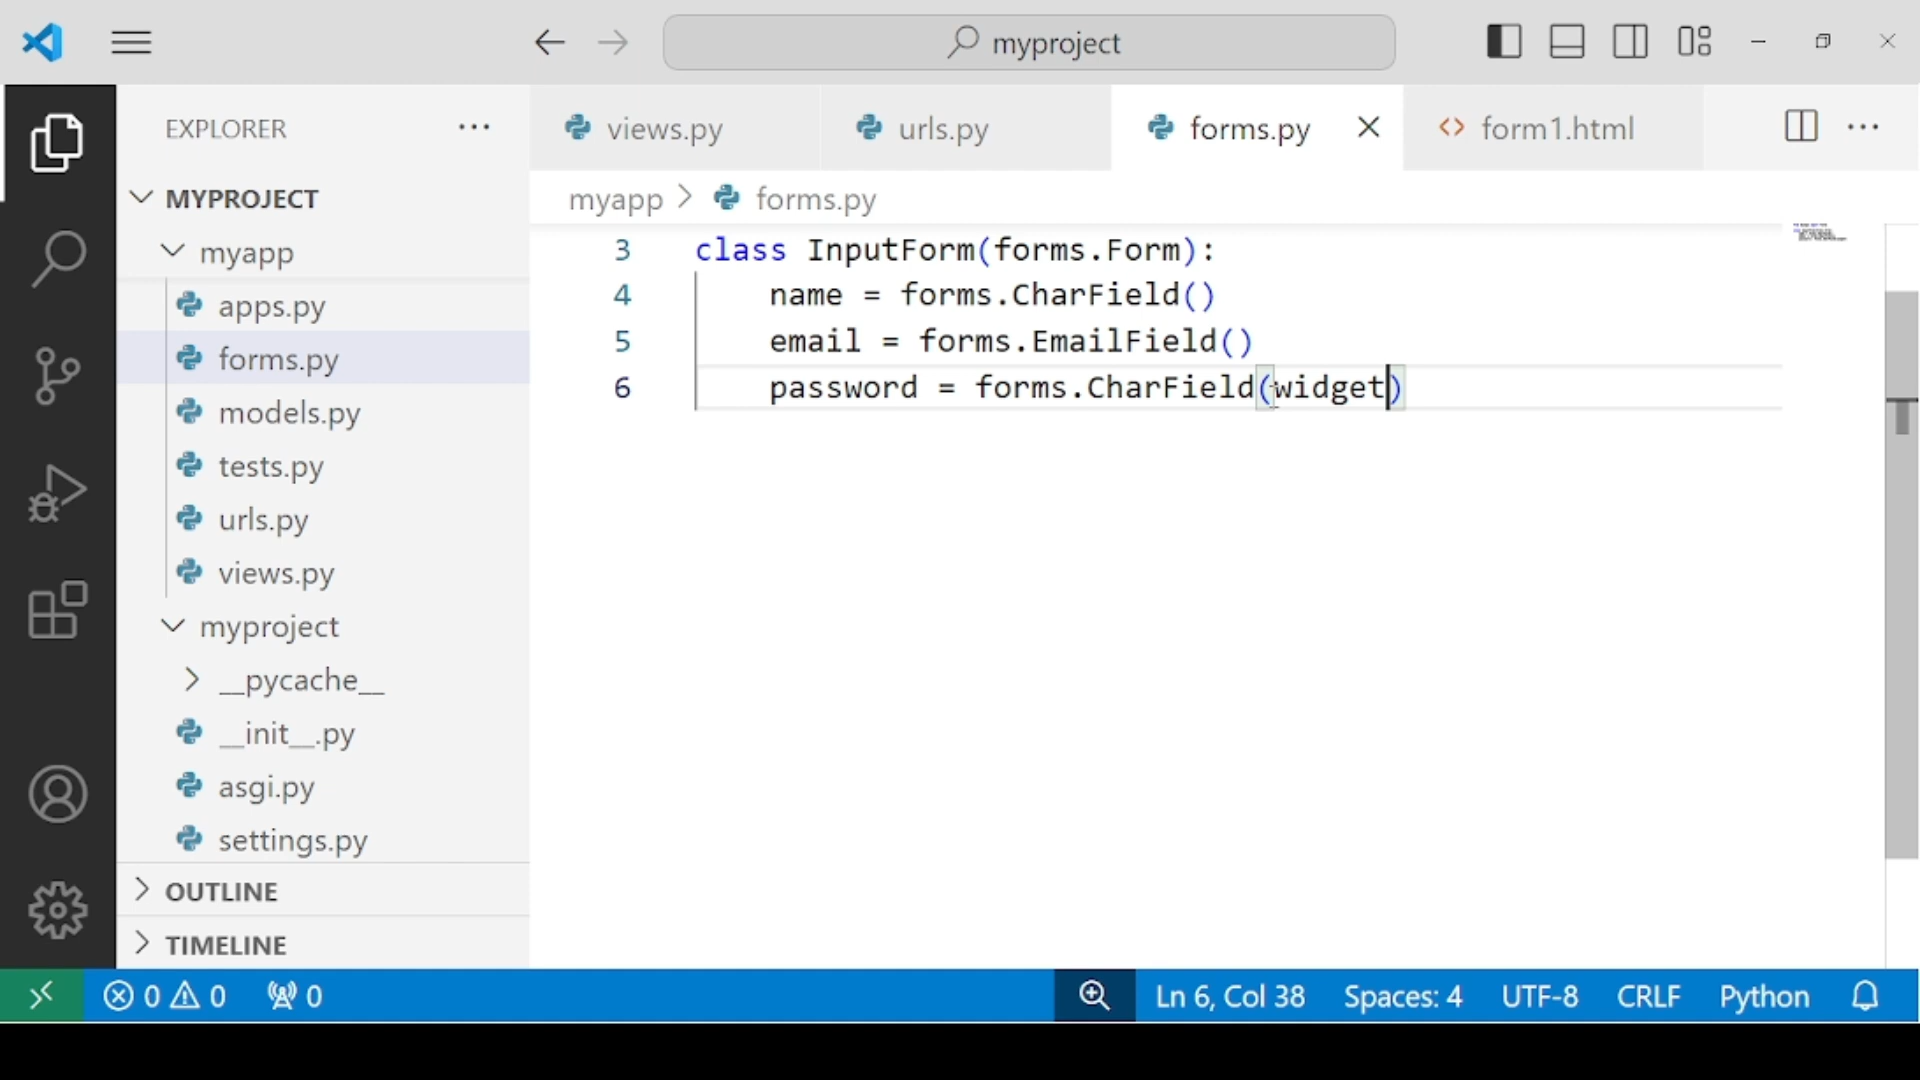 myproject
EXPLORER
views.py
urls.py
forms.py
form1.html
MYPROJECT
myapp
apps.py
forms.py
models.py
tests.py
urls.py
views.py
myproject
__pycache__
__init__.py
asgi.py
settings.py
OUTLINE
TIMELINE
myapp > forms.py
3 class InputForm(forms.Form):
4 name = forms.CharField()
5 email = forms.EmailField()
6 password = forms.CharField(widget)
0 0 0 Ln 6, Col 38 Spaces: 4 UTF-8 CRLF Python